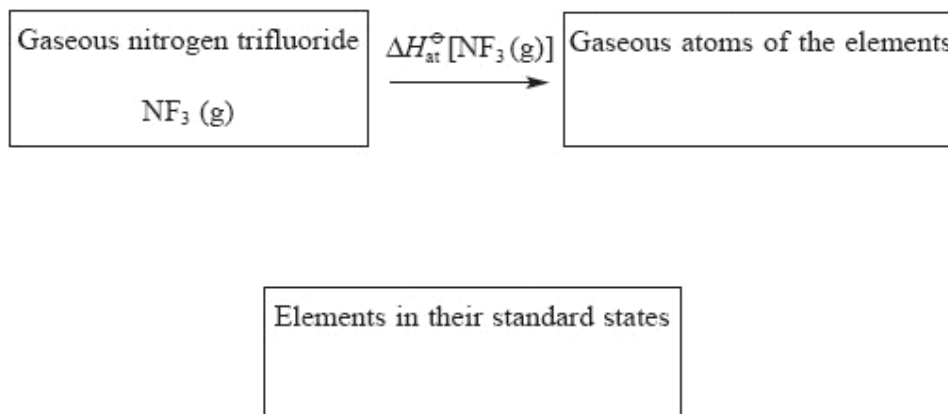 Gaseous nitrogen trifluoride
NF₃ (g)
ΔH⦵at [NF₃ (g)]
Gaseous atoms of the elements
Elements in their standard states